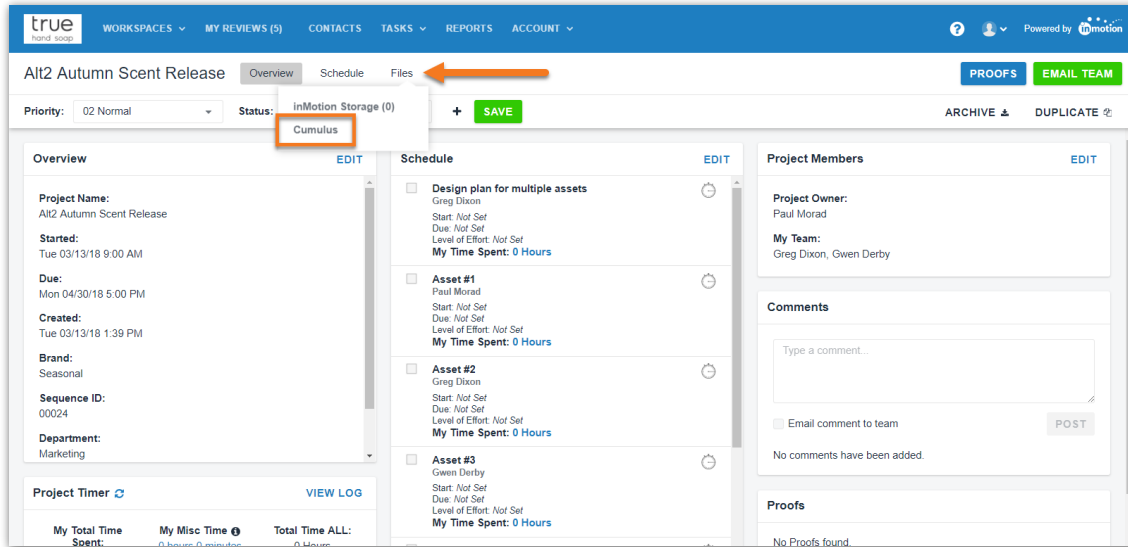 true
hand soap
WORKSPACES
MY REVIEWS (5)
CONTACTS
TASKS
REPORTS
ACCOUNT
?
Powered by inmotion
Alt2 Autumn Scent Release
Overview
Schedule
Files
PROOFS
EMAIL TEAM
Priority: 02 Normal
Status:
inMotion Storage (0)
Cumulus
+
SAVE
ARCHIVE
DUPLICATE
Overview
EDIT
Project Name:
Alt2 Autumn Scent Release
Started:
Tue 03/13/18 9:00 AM
Due:
Mon 04/30/18 5:00 PM
Created:
Tue 03/13/18 1:39 PM
Brand:
Seasonal
Sequence ID:
00024
Department:
Marketing
Project Timer
VIEW LOG
My Total Time
Spent:
My Misc Time
0 hours 0 minutes
Total Time ALL:
0 Hours
Schedule
EDIT
Design plan for multiple assets
Greg Dixon
Start: Not Set
Due: Not Set
Level of Effort: Not Set
My Time Spent: 0 Hours
Asset #1
Paul Morad
Start: Not Set
Due: Not Set
Level of Effort: Not Set
My Time Spent: 0 Hours
Asset #2
Greg Dixon
Start: Not Set
Due: Not Set
Level of Effort: Not Set
My Time Spent: 0 Hours
Asset #3
Gwen Derby
Start: Not Set
Due: Not Set
Level of Effort: Not Set
My Time Spent: 0 Hours
Project Members
EDIT
Project Owner:
Paul Morad
My Team:
Greg Dixon, Gwen Derby
Comments
Type a comment...
Email comment to team
POST
No comments have been added.
Proofs
No Proofs found.